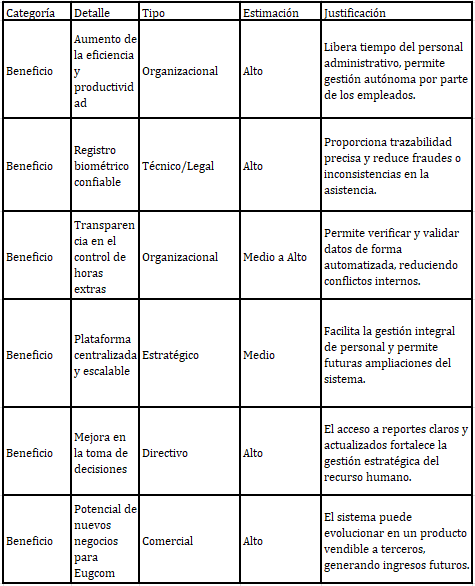 Categoría Detalle Tipo Estimación Justificación
Beneficio
Aumento de
la eficiencia
y
productivid
ad
Organizacional
Alto
Libera tiempo del personal
administrativo, permite
gestión autónoma por parte
de los empleados.
Beneficio
Registro
biométrico
confiable
Técnico/Legal
Alto
Proporciona trazabilidad
precisa y reduce fraudes o
inconsistencias en la
asistencia.
Beneficio
Transparen
cia en el
control de
horas
extras
Organizacional
Medio a Alto
Permite verificar y validar
datos de forma
automatizada, reduciendo
conflictos internos.
Beneficio
Plataforma
centralizada
y escalable
Estratégico
Medio
Facilita la gestión integral
de personal y permite
futuras ampliaciones del
sistema.
Beneficio
Mejora en
la toma de
decisiones
Directivo
Alto
El acceso a reportes claros y
actualizados fortalece la
gestión estratégica del
recurso humano.
Beneficio
Potencial de
nuevos
negocios
para
Eugcom
Comercial
Alto
El sistema puede
evolucionar en un producto
vendible a terceros,
generando ingresos futuros.